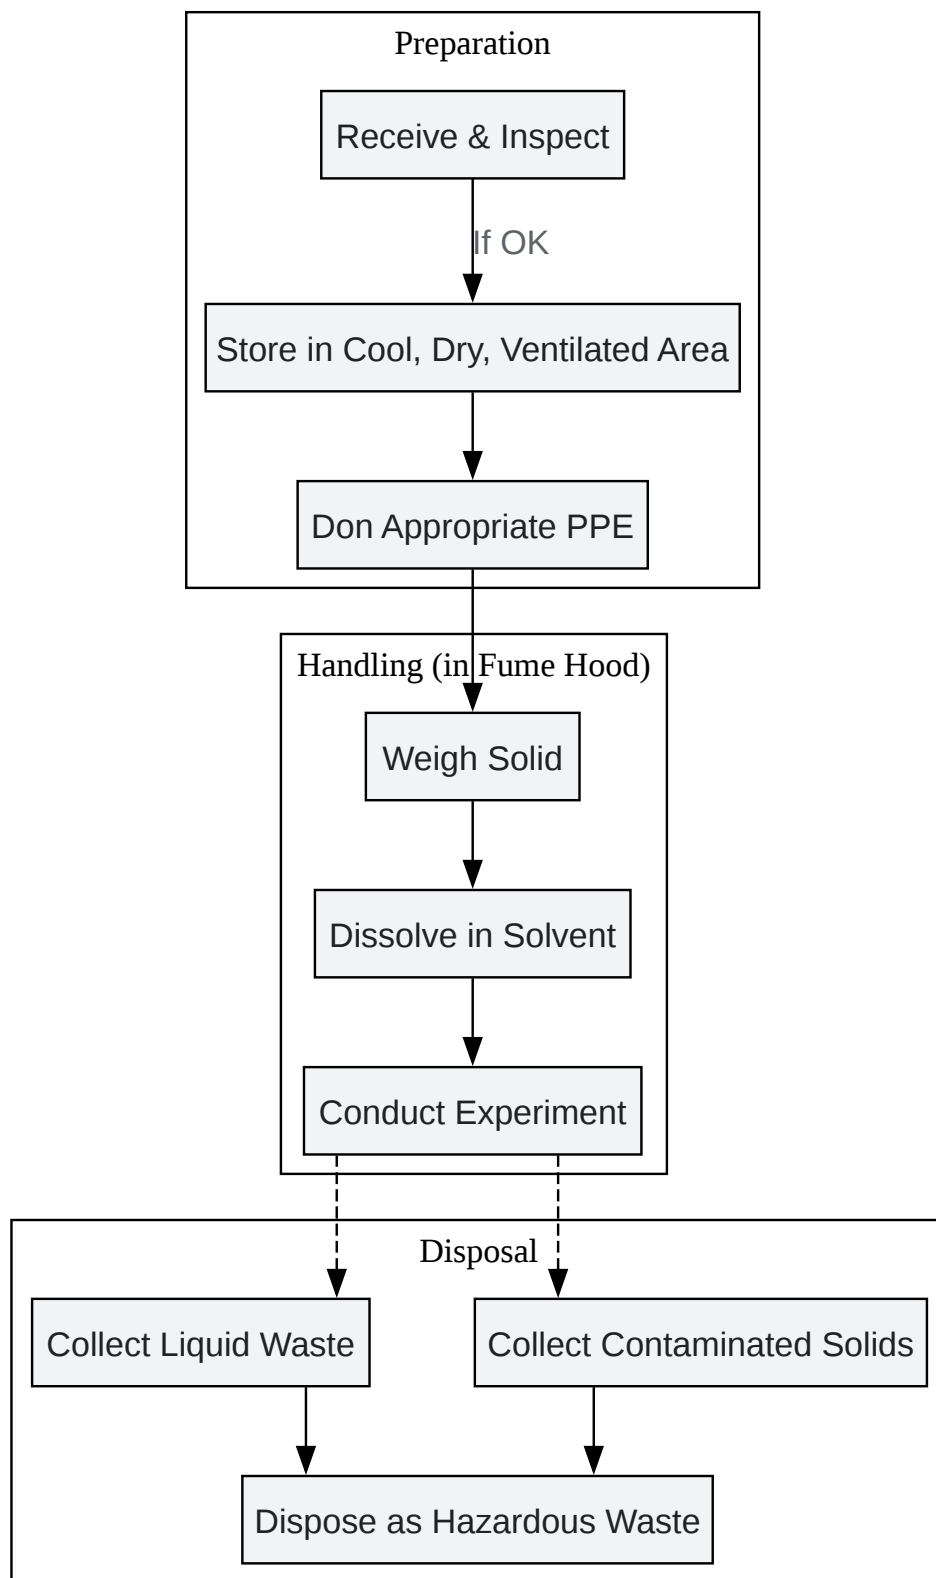 Preparation
Receive & Inspect
If OK
Store in Cool, Dry, Ventilated Area
Don Appropriate PPE
Handling (in Fume Hood)
Weigh Solid
Dissolve in Solvent
Conduct Experiment
Disposal
Collect Liquid Waste
Collect Contaminated Solids
Dispose as Hazardous Waste